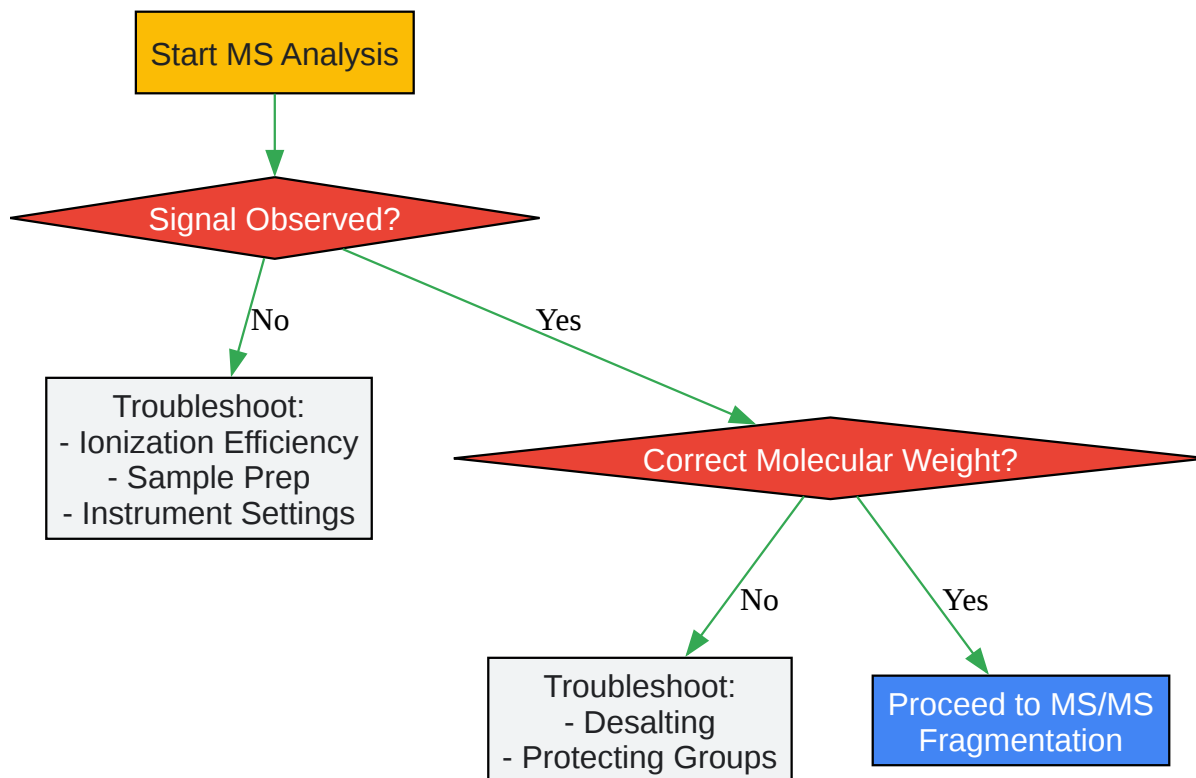 Start MS Analysis
Signal Observed?
No
Yes
Troubleshoot:
- Ionization Efficiency
- Sample Prep
- Instrument Settings
Correct Molecular Weight?
No
Yes
Troubleshoot:
- Desalting
- Protecting Groups
Proceed to MS/MS
Fragmentation